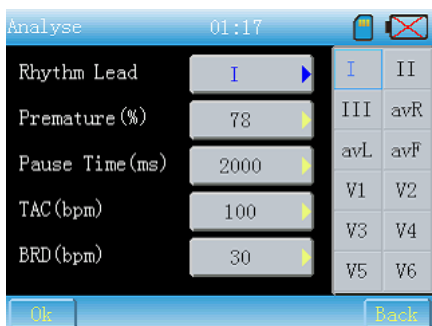 Analyse 01:17
Rhythm Lead I
Premature(%) 78
Pause Time(ms) 2000
TAC(bpm) 100
BRD(bpm) 30
I II
III avR
avL avF
V1 V2
V3 V4
V5 V6
Ok Back